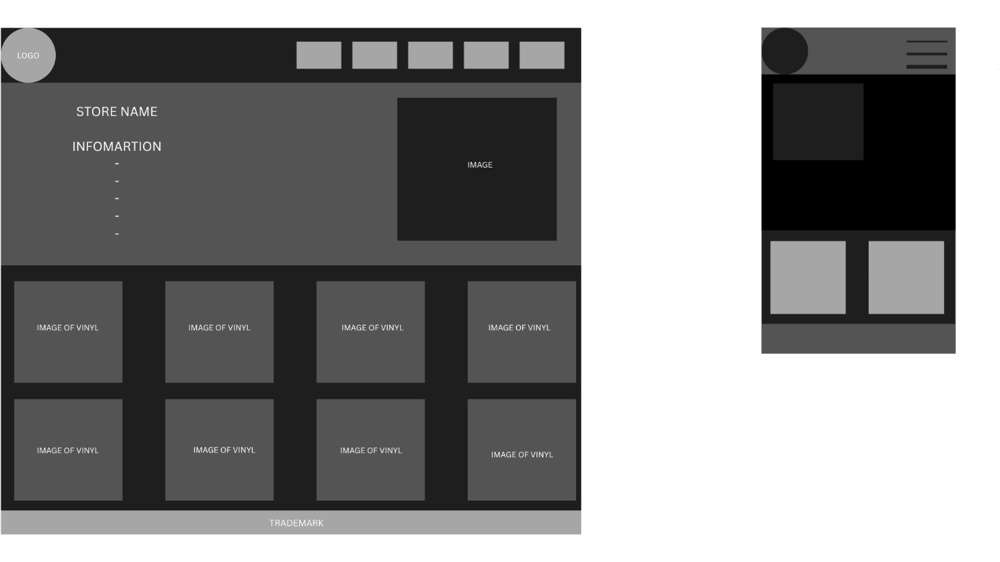 LOGO
STORE NAME
INFOMARTION
-
-
-
-
-
IMAGE
IMAGE OF VINYL
IMAGE OF VINYL
IMAGE OF VINYL
IMAGE OF VINYL
IMAGE OF VINYL
IMAGE OF VINYL
IMAGE OF VINYL
IMAGE OF VINYL
TRADEMARK